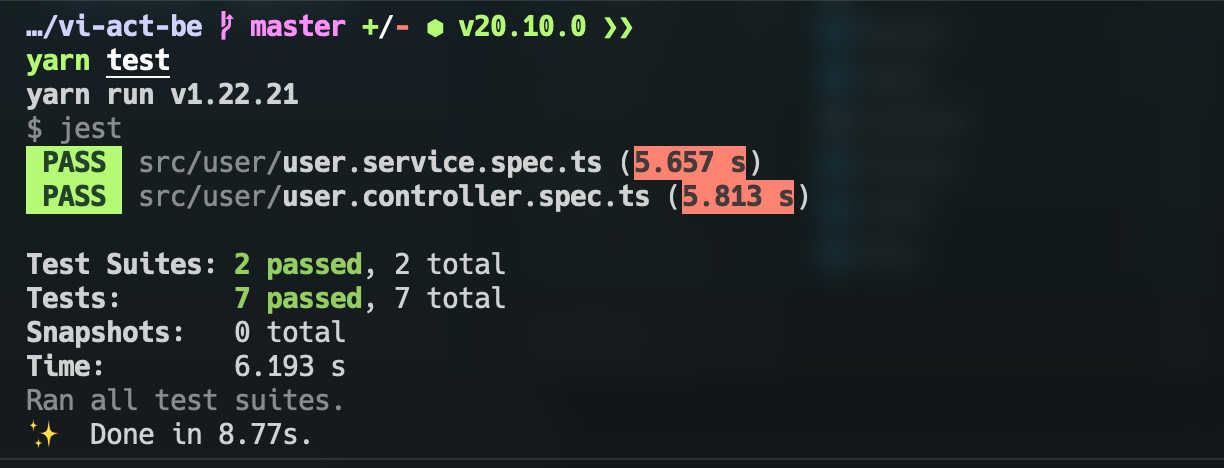 …/vi-act-be master +/- ⬢ v20.10.0 ❯❯
yarn test
yarn run v1.22.21
$ jest
PASS src/user/user.service.spec.ts (5.657 s)
PASS src/user/user.controller.spec.ts (5.813 s)
Test Suites: 2 passed, 2 total
Tests: 7 passed, 7 total
Snapshots: 0 total
Time: 6.193 s
Ran all test suites.
✨ Done in 8.77s.